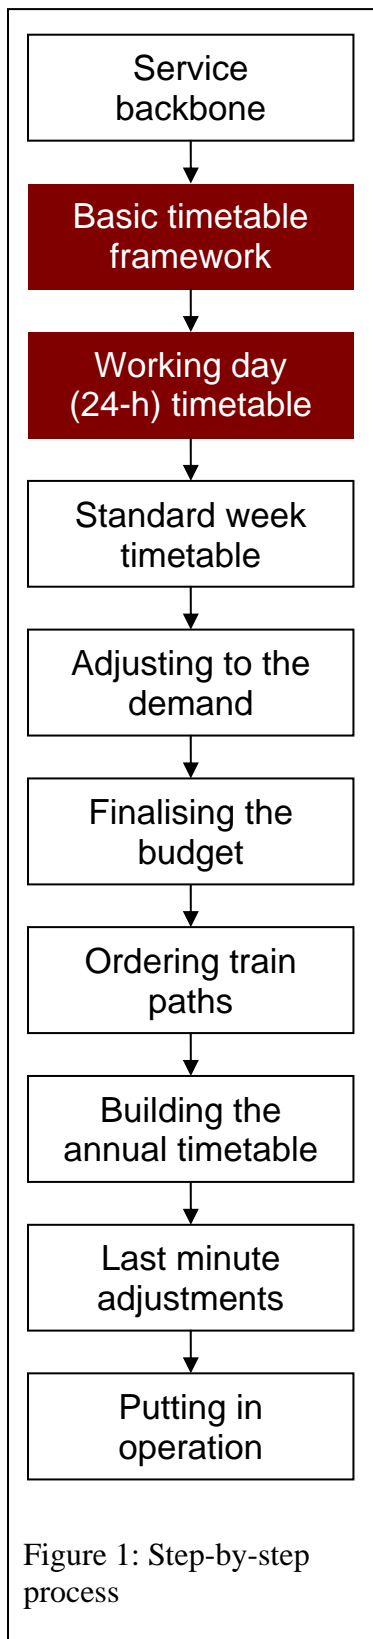 Service
backbone
Basic timetable
framework
Working day
(24-h) timetable
Standard week
timetable
Adjusting to the
demand
Finalising the
budget
Ordering train
paths
Building the
annual timetable
Last minute
adjustments
Putting in
operation
Figure 1: Step-by-step
process